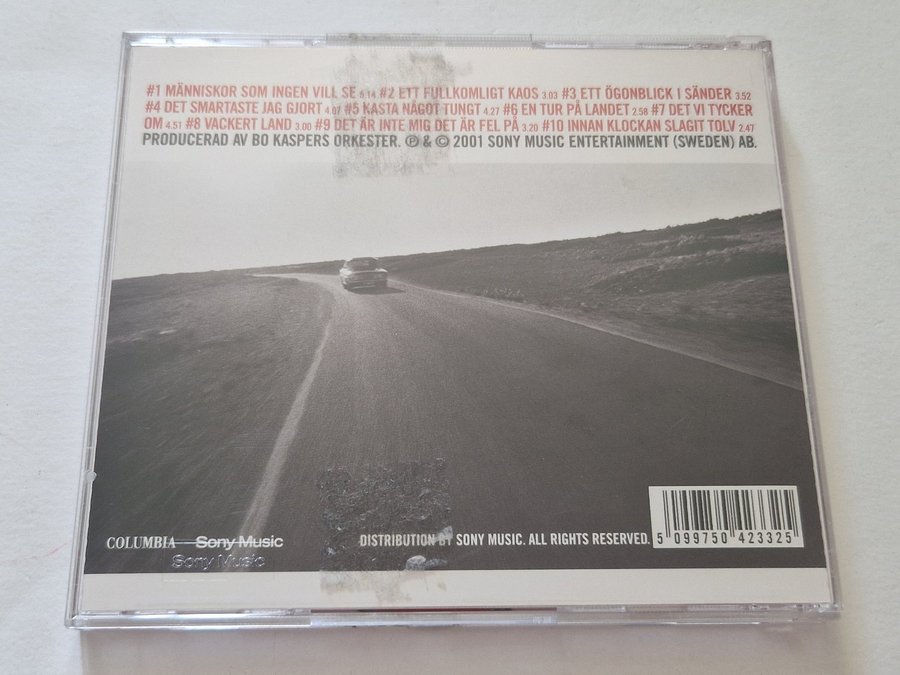 #1 MÄNNISKOR SOM INGEN VILL SE 5.14 #2 ETT FULLKOMLIGT KAOS 3.03 #3 ETT ÖGONBLICK I SÄNDER 3.52
#4 DET SMARTASTE JAG GJORT 4.07 #5 KASTA NÅGOT TUNGT 4.27 #6 EN TUR PÅ LANDET 2.58 #7 DET VI TYCKER
OM 4.51 #8 VACKERT LAND 3.00 #9 DET ÄR INTE MIG DET ÄR FEL PÅ 3.20 #10 INNAN KLOCKAN SLAGIT TOLV 2.47
PRODUCERAD AV BO KASPERS ORKESTER. ℗ & © 2001 SONY MUSIC ENTERTAINMENT (SWEDEN) AB.
COLUMBIA Sony Music
Sony Music
DISTRIBUTION BY SONY MUSIC. ALL RIGHTS RESERVED.
5 099750 423325